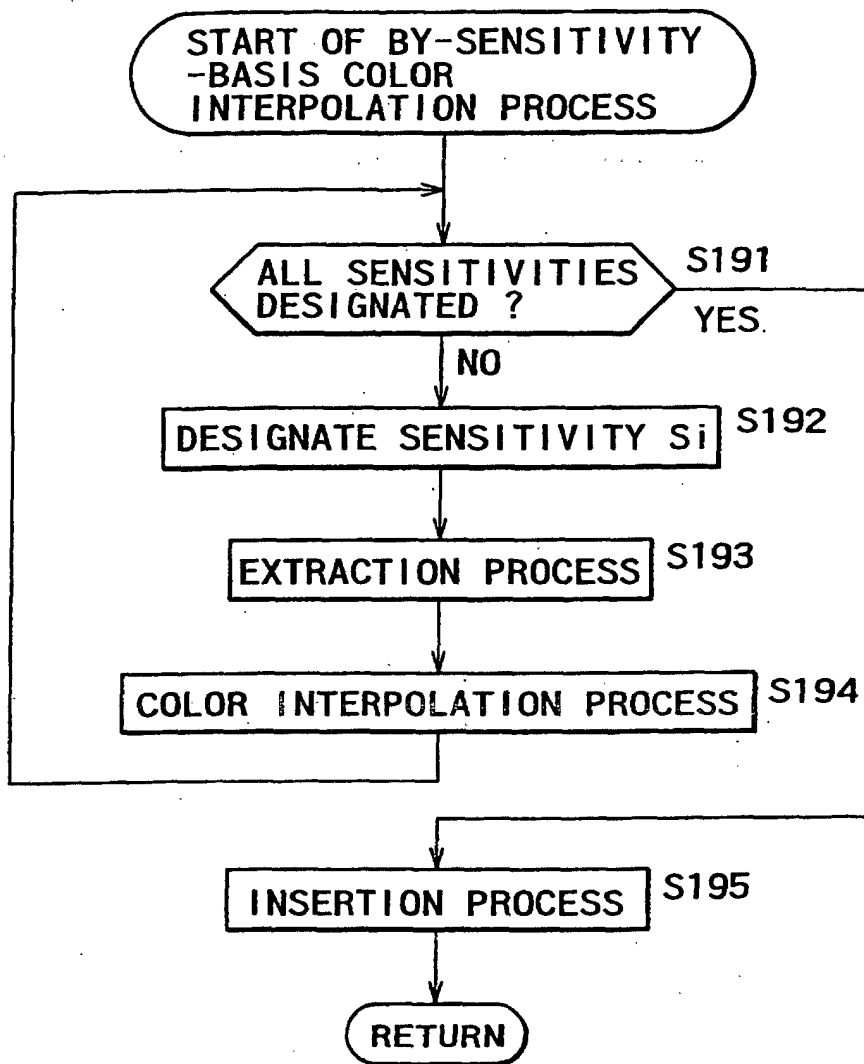 START OF BY-SENSITIVITY
-BASIS COLOR
INTERPOLATION PROCESS
ALL SENSITIVITIES
DESIGNATED ?
S191
YES.
NO
DESIGNATE SENSITIVITY Si
S192
EXTRACTION PROCESS
S193
COLOR INTERPOLATION PROCESS
S194
INSERTION PROCESS
S195
RETURN